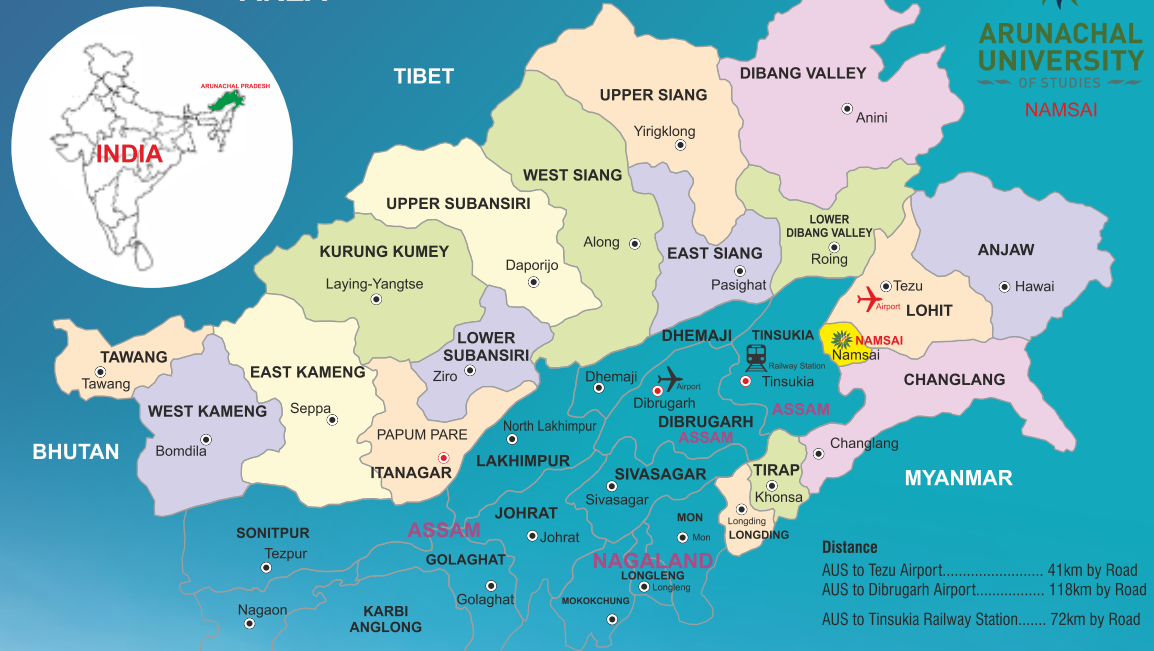 AREA
ARUNACHAL
UNIVERSITY
OF STUDIES
NAMSAI
ARUNACHAL PRADESH
INDIA
TIBET
DIBANG VALLEY
Anini
UPPER SIANG
Yirigklong
WEST SIANG
Along
UPPER SUBANSIRI
Daporijo
KURUNG KUMEY
Laying-Yangtse
EAST SIANG
Pasighat
LOWER
DIBANG VALLEY
Roing
ANJAW
Hawai
Tezu
Airport
LOHIT
NAMSAI
Namsai
LOWER
SUBANSIRI
Ziro
DHEMAJI
TINSUKIA
Railway Station
Tinsukia
TAWANG
Tawang
EAST KAMENG
Seppa
WEST KAMENG
Bomdila
Dhemaji
Airport
Dibrugarh
DIBRUGARH
ASSAM
ASSAM
CHANGLANG
Changlang
BHUTAN
PAPUM PARE
ITANAGAR
North Lakhimpur
LAKHIMPUR
SIVASAGAR
Sivasagar
TIRAP
Khonsa
MYANMAR
Longding
LONGDING
SONITPUR
Tezpur
ASSAM
JOHRAT
Johrat
MON
Mon
GOLAGHAT
Golaghat
NAGALAND
LONGLENG
Longleng
MOKOKCHUNG
Nagaon
KARBI
ANGLONG
Distance
AUS to Tezu Airport........................ 41km by Road
AUS to Dibrugarh Airport................ 118km by Road
AUS to Tinsukia Railway Station....... 72km by Road